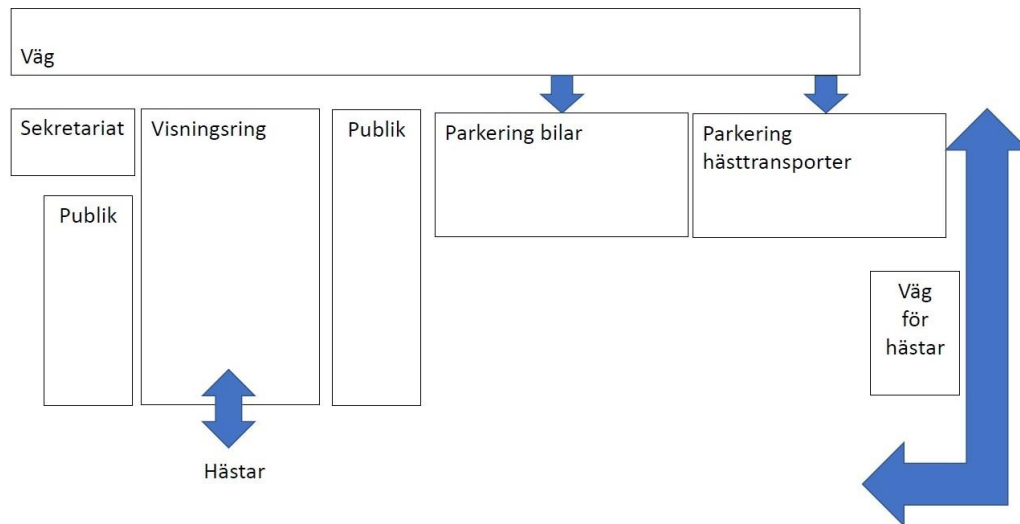 Väg
Sekretariat
Visningsring
Publik
Parkering bilar
Parkering
hästtransporter
Publik
Väg
för
hästar
Hästar